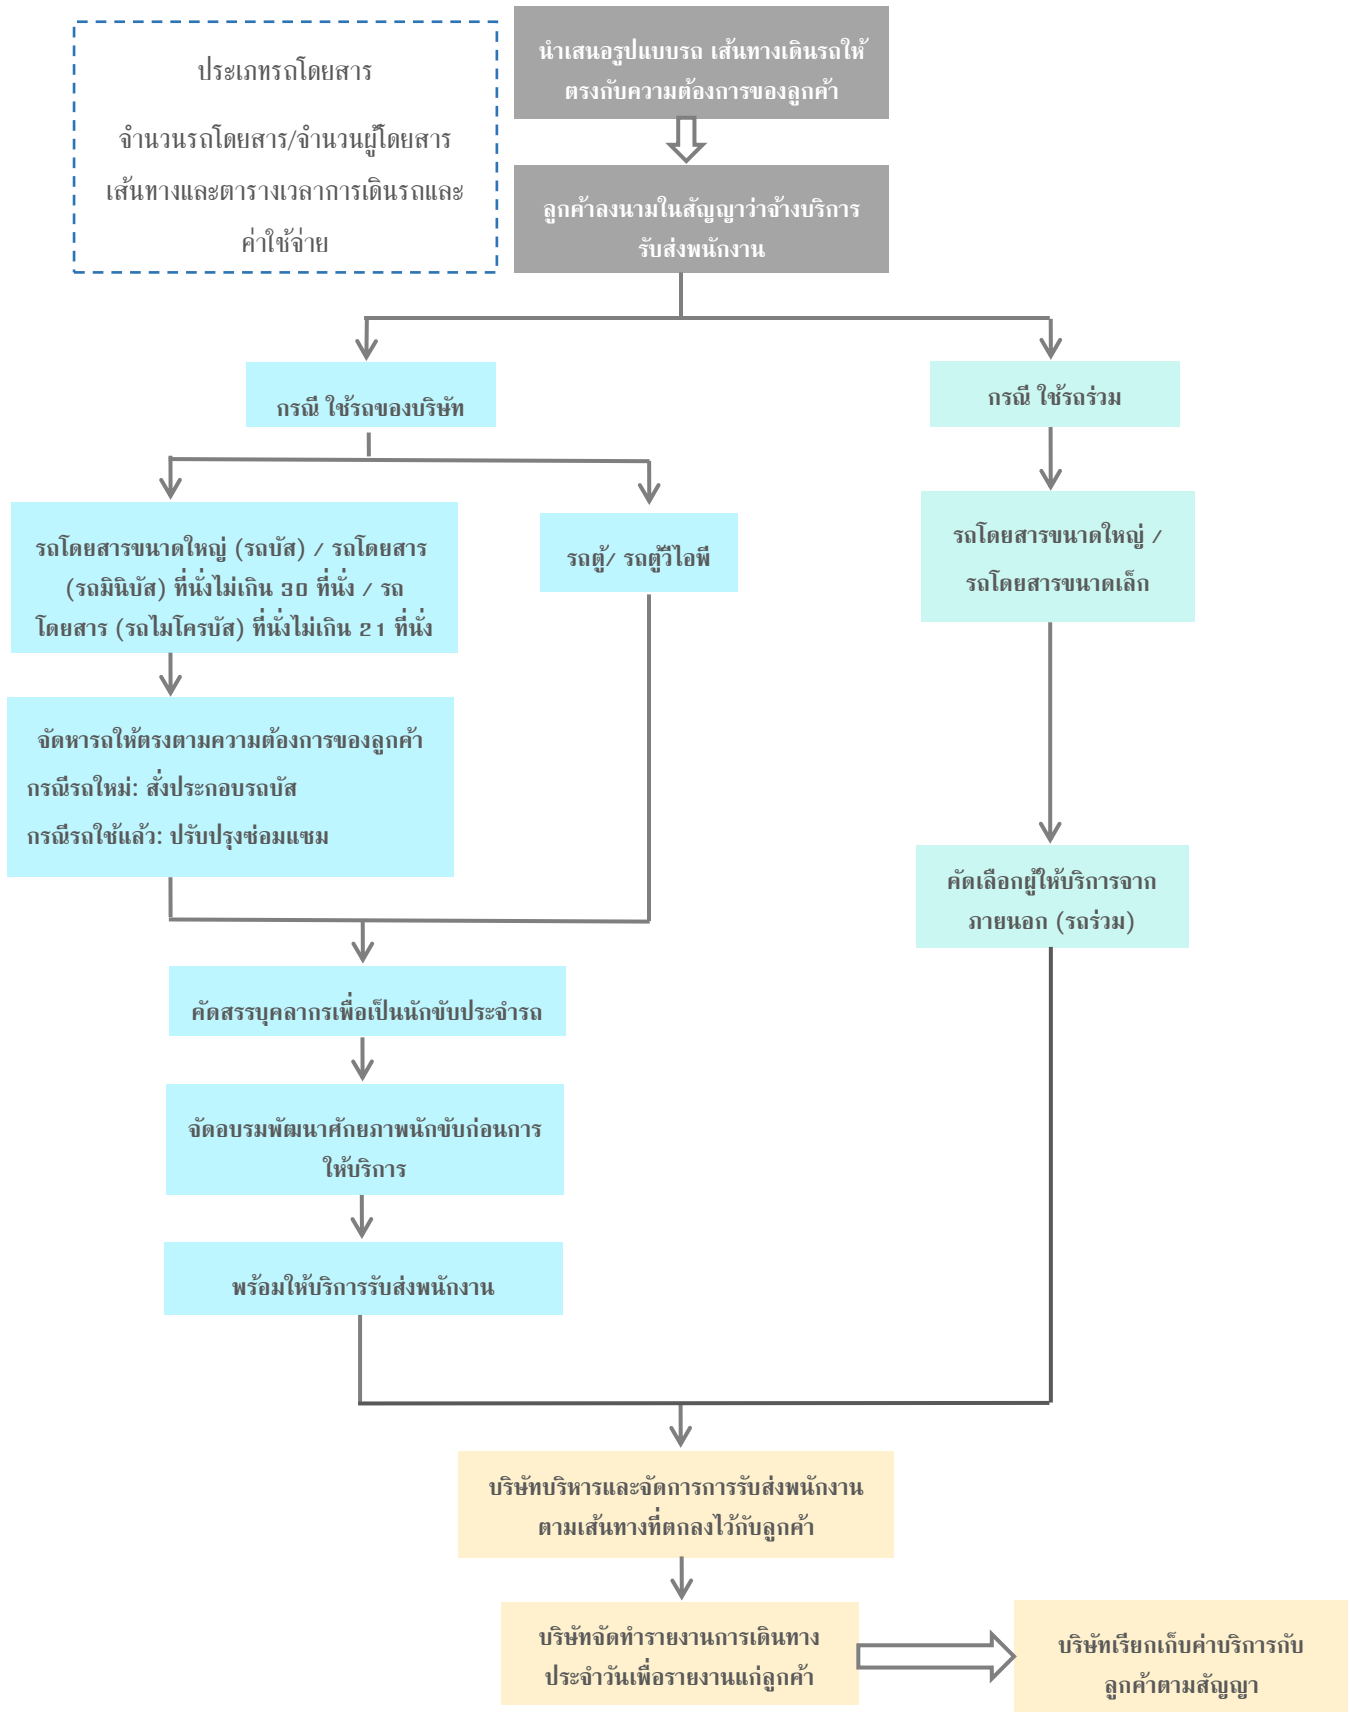 ประเภทรถโดยสาร
จำนวนรถโดยสาร/จำนวนผู้โดยสาร
เส้นทางและตารางเวลาการเดินรถและ
ค่าใช้จ่าย
นำเสนอรูปแบบรถ เส้นทางเดินรถให้
ตรงกับความต้องการของลูกค้า
ลูกค้าลงนามในสัญญาว่าจ้างบริการ
รับส่งพนักงาน
กรณี ใช้รถของบริษัท
กรณี ใช้รถร่วม
รถโดยสารขนาดใหญ่ (รถบัส) / รถโดยสาร
(รถมินิบัส) ที่นั่งไม่เกิน 30 ที่นั่ง / รถ
โดยสาร (รถไมโครบัส) ที่นั่งไม่เกิน 21 ที่นั่ง
รถตู้/ รถตู้วีไอพี
รถโดยสารขนาดใหญ่ /
รถโดยสารขนาดเล็ก
จัดหารถให้ตรงตามความต้องการของลูกค้า
กรณีรถใหม่: สั่งประกอบรถบัส
กรณีรถใช้แล้ว: ปรับปรุงซ่อมแซม
คัดเลือกผู้ให้บริการจาก
ภายนอก (รถร่วม)
คัดสรรบุคลากรเพื่อเป็นนักขับประจำรถ
จัดอบรมพัฒนาศักยภาพนักขับก่อนการ
ให้บริการ
พร้อมให้บริการรับส่งพนักงาน
บริษัทบริหารและจัดการการรับส่งพนักงาน
ตามเส้นทางที่ตกลงไว้กับลูกค้า
บริษัทจัดทำรายงานการเดินทาง
ประจำวันเพื่อรายงานแก่ลูกค้า
บริษัทเรียกเก็บค่าบริการกับ
ลูกค้าตามสัญญา